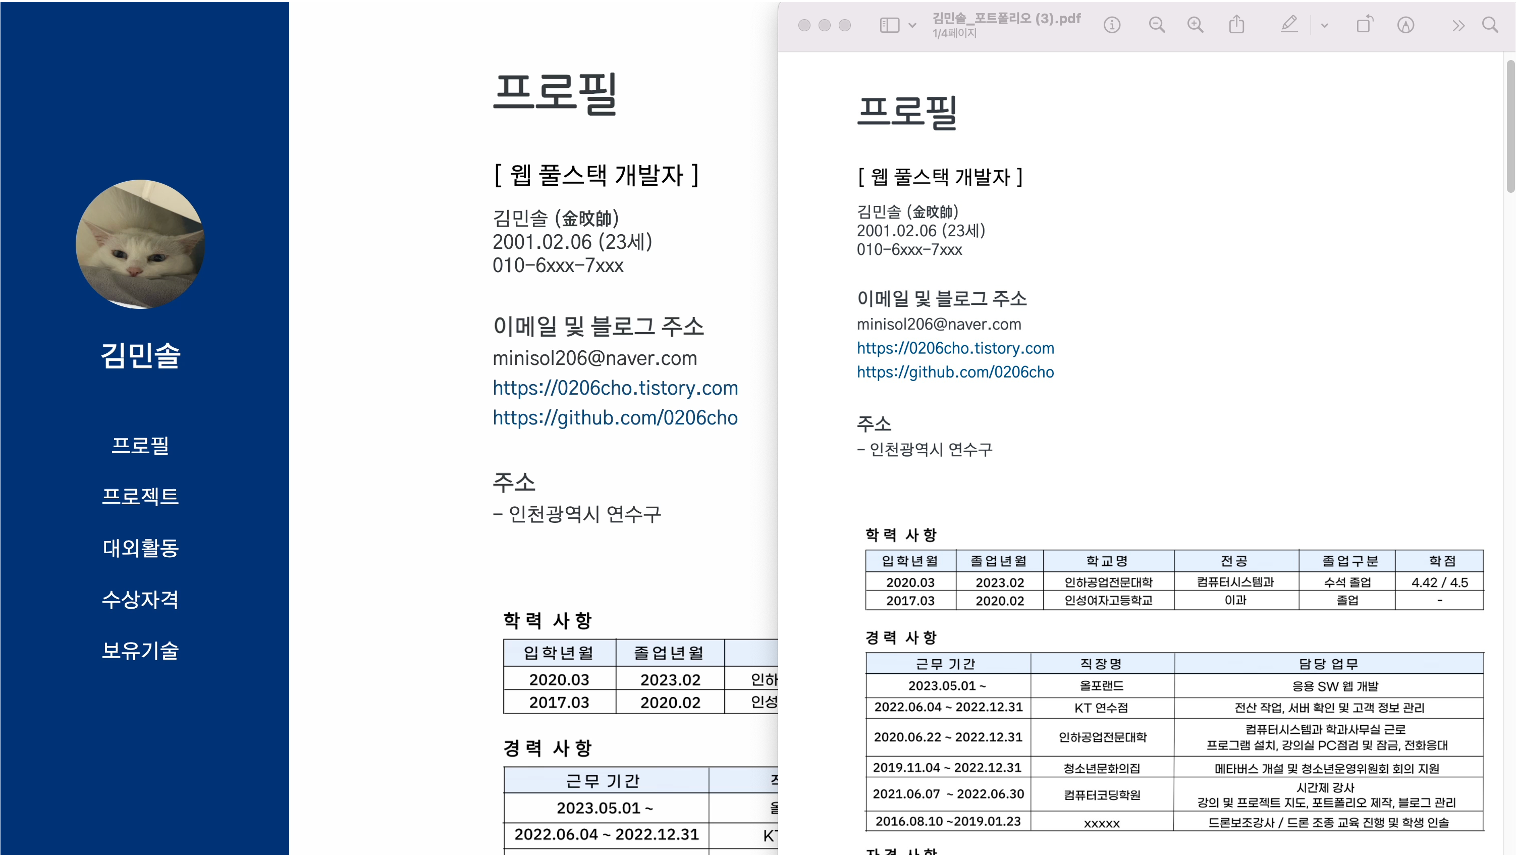 김민솔
프로필
프로젝트
대외활동
수상자격
보유기술
프로필
[ 웹 풀스택 개발자 ]
김민솔 (金旼帥)
2001.02.06 (23세)
010-6xxx-7xxx
이메일 및 블로그 주소
minisol206@naver.com
https://0206cho.tistory.com
https://github.com/0206cho
주소
- 인천광역시 연수구
학력 사항
입학년월 졸업년월
2020.03 2023.02 인하
2017.03 2020.02 인성
경력 사항
근무 기간
2023.05.01 ~
2022.06.04 ~ 2022.12.31 KT
김민솔_포트폴리오 (3).pdf
1/4페이지
프로필
[ 웹 풀스택 개발자 ]
김민솔 (金旼帥)
2001.02.06 (23세)
010-6xxx-7xxx
이메일 및 블로그 주소
minisol206@naver.com
https://0206cho.tistory.com
https://github.com/0206cho
주소
- 인천광역시 연수구
학력 사항
입학년월 졸업년월 학교명 전공 졸업구분 학점
2020.03 2023.02 인하공업전문대학 컴퓨터시스템과 수석 졸업 4.42 / 4.5
2017.03 2020.02 인성여자고등학교 이과 졸업 -
경력 사항
근무 기간 직장명 담당 업무
2023.05.01 ~ 올포랜드 응용 SW 웹 개발
2022.06.04 ~ 2022.12.31 KT 연수점 전산 작업, 서버 확인 및 고객 정보 관리
2020.06.22 ~ 2022.12.31 인하공업전문대학 컴퓨터시스템과 학과사무실 근로
프로그램 설치, 강의실 PC점검 및 잠금, 전화응대
2019.11.04 ~ 2022.12.31 청소년문화의집 메타버스 개설 및 청소년운영위원회 회의 지원
2021.06.07 ~ 2022.06.30 컴퓨터코딩학원 시간제 강사
강의 및 프로젝트 지도, 포트폴리오 제작, 블로그 관리
2016.08.10 ~2019.01.23 xxxxx 드론보조강사 / 드론 조종 교육 진행 및 학생 인솔